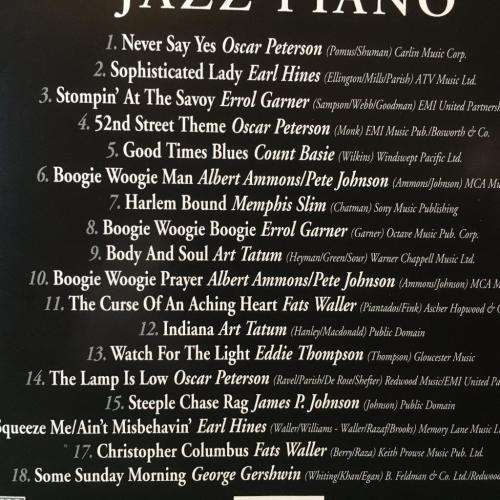 JAZZ PIANO
1. Never Say Yes Oscar Peterson (Pomus/Shuman) Carlin Music Corp.
2. Sophisticated Lady Earl Hines (Ellington/Mills/Parish) ATV Music Ltd.
3. Stompin' At The Savoy Errol Garner (Sampson/Webb/Goodman) EMI United Partnersh
4. 52nd Street Theme Oscar Peterson (Monk) EMI Music Pub./Bosworth & Co.
5. Good Times Blues Count Basie (Wilkins) Windswept Pacific Ltd.
6. Boogie Woogie Man Albert Ammons/Pete Johnson (Ammons/Johnson) MCA Mu
7. Harlem Bound Memphis Slim (Chatman) Sony Music Publishing
8. Boogie Woogie Boogie Errol Garner (Garner) Octave Music Pub. Corp.
9. Body And Soul Art Tatum (Heyman/Green/Sour) Warner Chappell Music Ltd.
10. Boogie Woogie Prayer Albert Ammons/Pete Johnson (Ammons/Johnson) MCA M
11. The Curse Of An Aching Heart Fats Waller (Piantados/Fink) Ascher Hopwood & C
12. Indiana Art Tatum (Hanley/Macdonald) Public Domain
13. Watch For The Light Eddie Thompson (Thompson) Gloucester Music
14. The Lamp Is Low Oscar Peterson (Ravel/Parish/De Rose/Shefter) Redwood Music/EMI United Pa
15. Steeple Chase Rag James P. Johnson (Johnson) Public Domain
Squeeze Me/Ain't Misbehavin' Earl Hines (Waller/Williams - Waller/Razaf/Brooks) Memory Lane Music L
17. Christopher Columbus Fats Waller (Berry/Raza) Keith Prowse Music Pub. Ltd.
18. Some Sunday Morning George Gershwin (Whiting/Khan/Egan) B. Feldman & Co. Ltd./Redwoo